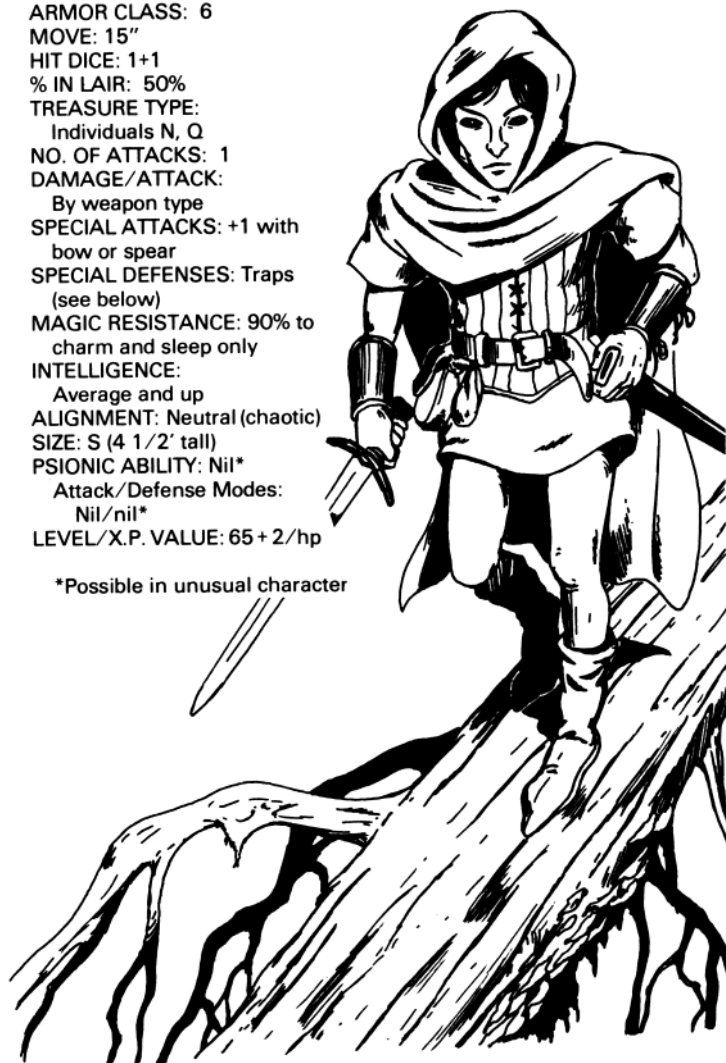 ARMOR CLASS: 6
MOVE: 15"
HIT DICE: 1+1
% IN LAIR: 50%
TREASURE TYPE:
Individuals N, Q
NO. OF ATTACKS: 1
DAMAGE/ATTACK:
By weapon type
SPECIAL ATTACKS: +1 with
bow or spear
SPECIAL DEFENSES: Traps
(see below)
MAGIC RESISTANCE: 90% to
charm and sleep only
INTELLIGENCE:
Average and up
ALIGNMENT: Neutral (chaotic)
SIZE: S (4 1/2' tall)
PSIONIC ABILITY: Nil*
Attack/Defense Modes:
Nil/nil*
LEVEL/X.P. VALUE: 65 + 2/hp
*Possible in unusual character